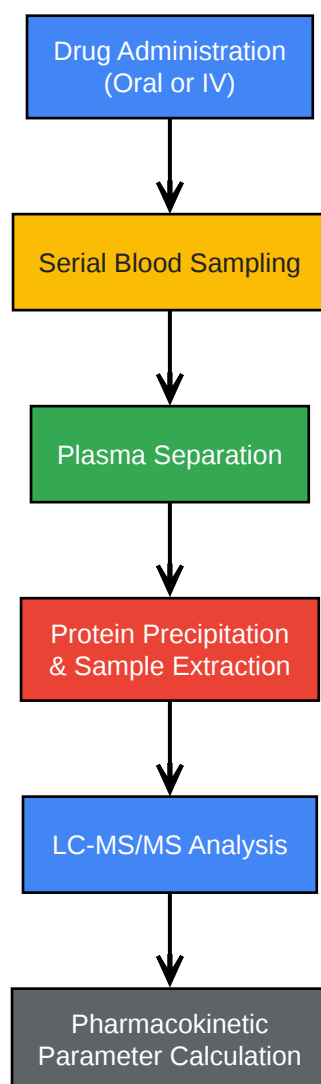 Drug Administration
(Oral or IV)
Serial Blood Sampling
Plasma Separation
Protein Precipitation
& Sample Extraction
LC-MS/MS Analysis
Pharmacokinetic
Parameter Calculation